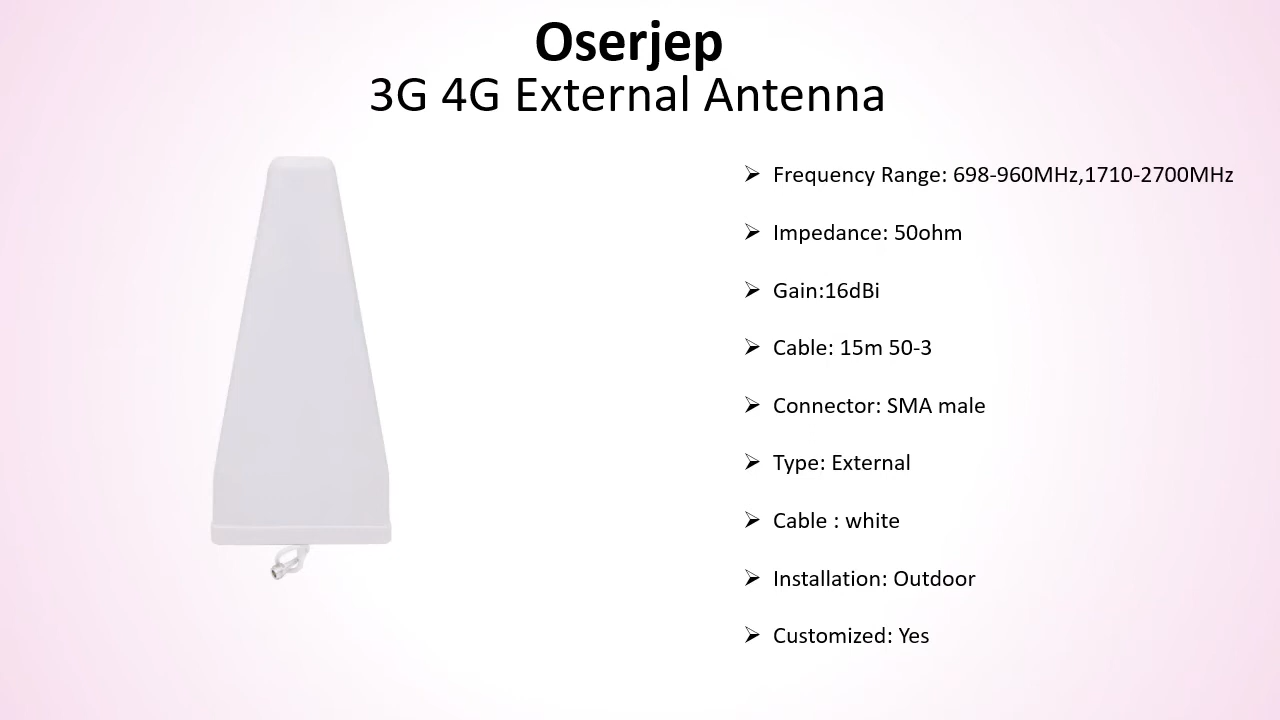 Oserjep
3G 4G External Antenna
Frequency Range: 698-960MHz,1710-2700MHz
Impedance: 50ohm
Gain:16dBi
Cable: 15m 50-3
Connector: SMA male
Type: External
Cable : white
Installation: Outdoor
Customized: Yes